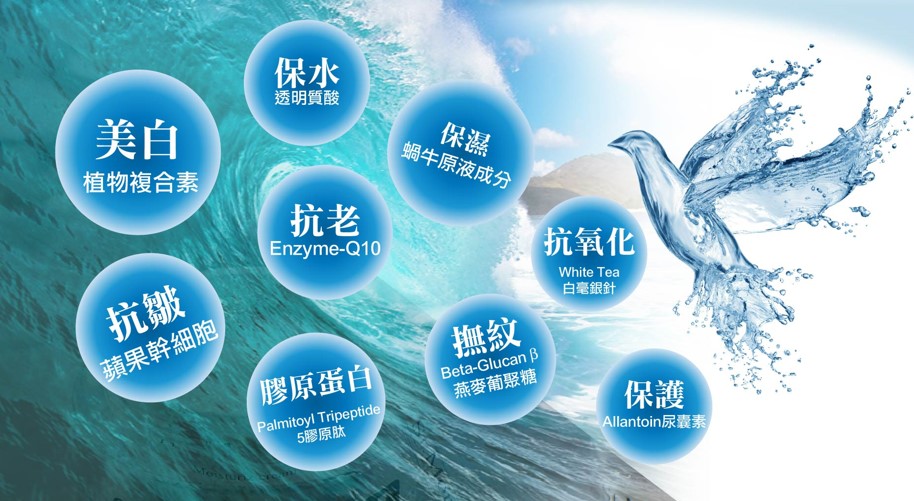 保水
透明質酸
美白
植物複合素
保濕
蝸牛原液成分
抗老
Enzyme-Q10
抗氧化
White Tea
白毫銀針
抗皺
蘋果幹細胞
撫紋
Beta-Glucan β
燕麥葡聚糖
膠原蛋白
Palmitoyl Tripeptide
5膠原肽
保護
Allantoin尿囊素